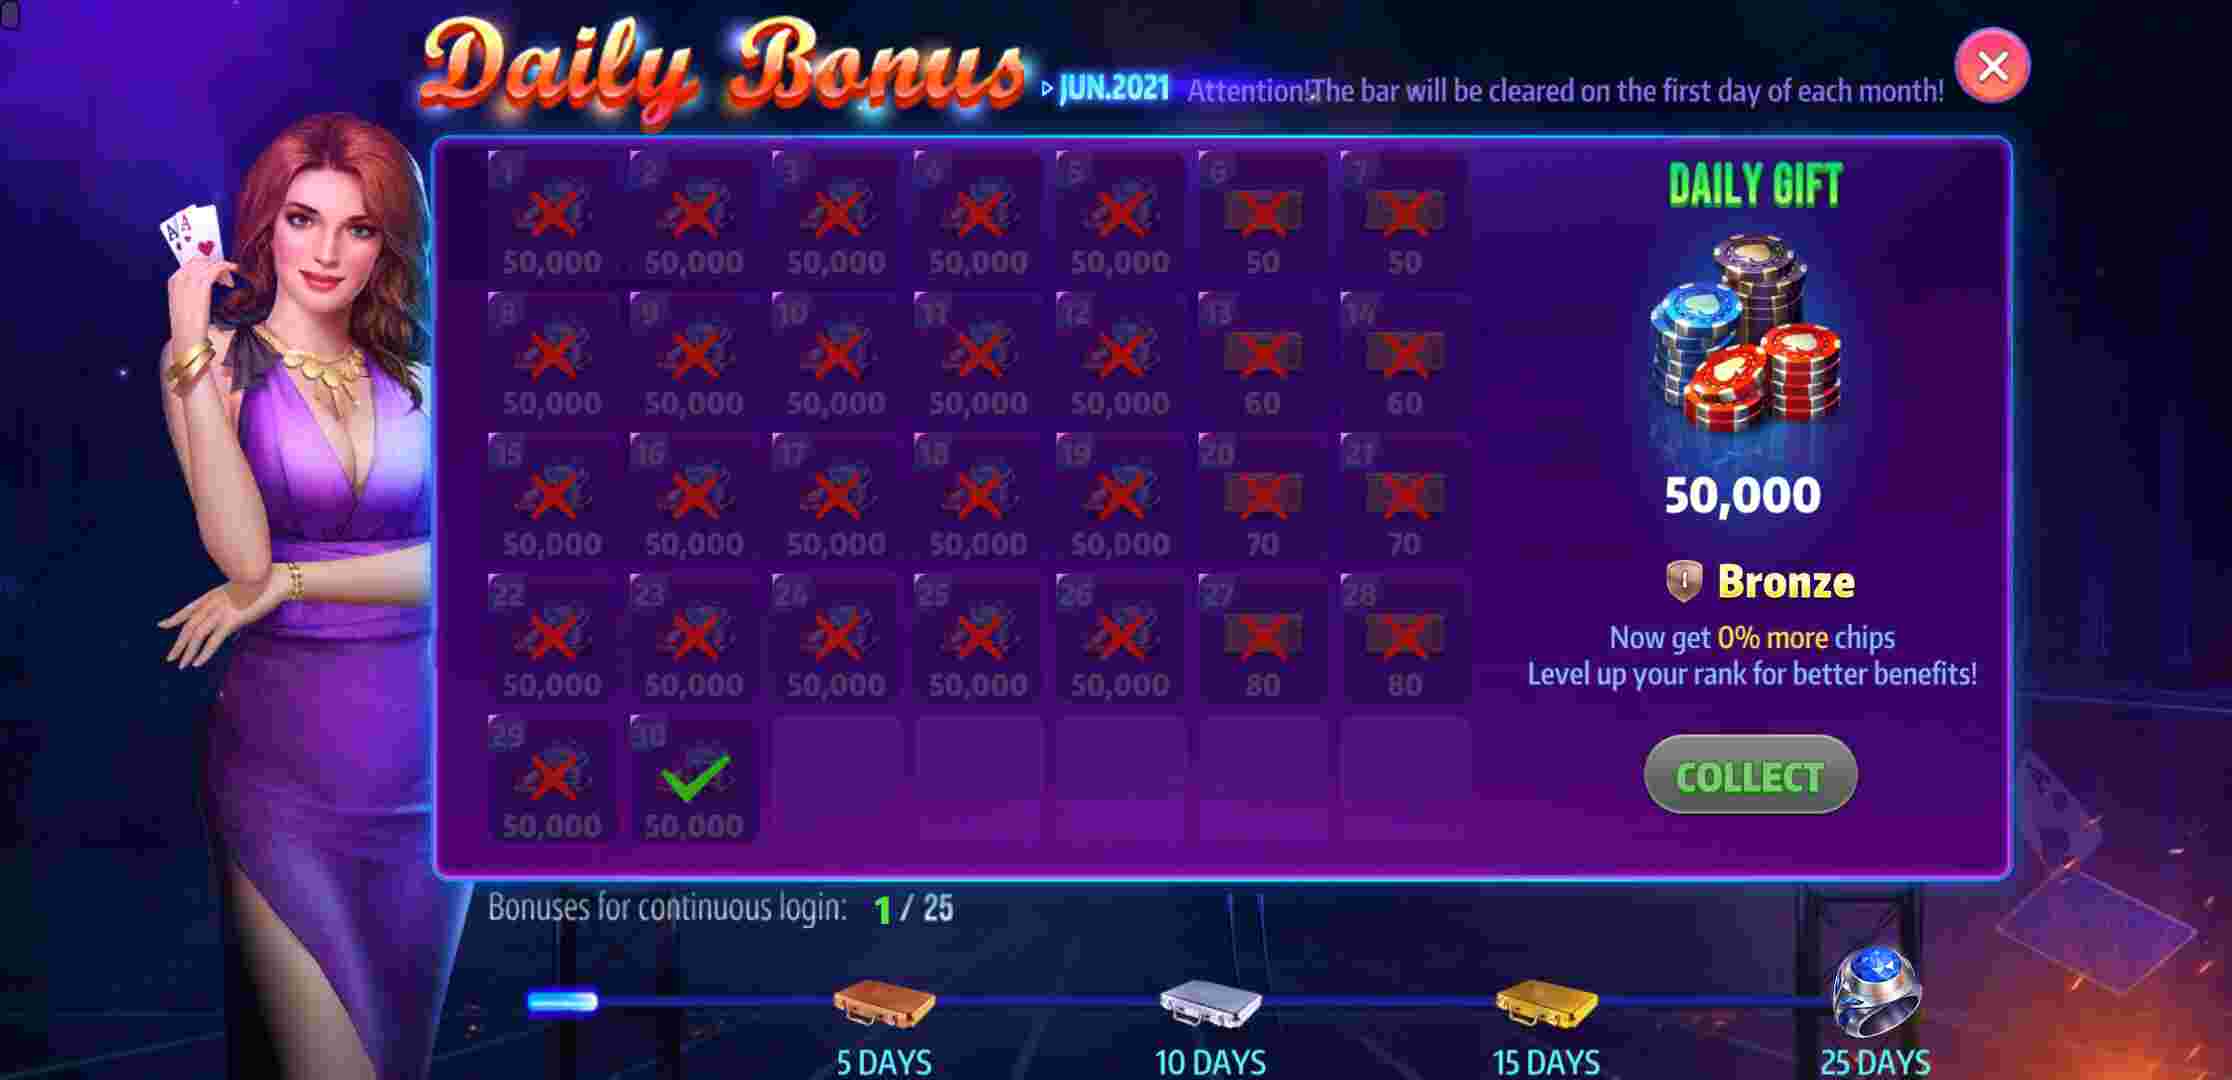 Daily Bonus
JUN.2021
Attention!The bar will be cleared on the first day of each month!
A A
1 2 3 4 5 6 7
50,000 50,000 50,000 50,000 50,000 50 50
8 9 10 11 12 13 14
50,000 50,000 50,000 50,000 50,000 60 60
15 16 17 18 19 20 21
50,000 50,000 50,000 50,000 50,000 70 70
22 23 24 25 26 27 28
50,000 50,000 50,000 50,000 50,000 80 80
29 30
50,000 50,000
DAILY GIFT
50,000
Bronze
Now get 0% more chips
Level up your rank for better benefits!
COLLECT
Bonuses for continuous login: 1 / 25
5 DAYS 10 DAYS 15 DAYS 25 DAYS